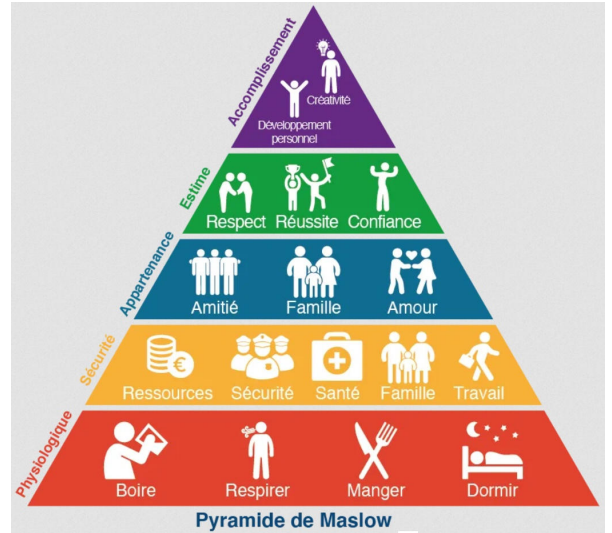 Accomplissement
Créativité
Développement
personnel
Estime
Respect Réussite Confiance
Appartenance
Amitié Famille Amour
Sécurité
Ressources Sécurité Santé Famille Travail
Physiologique
Boire Respirer Manger Dormir
Pyramide de Maslow